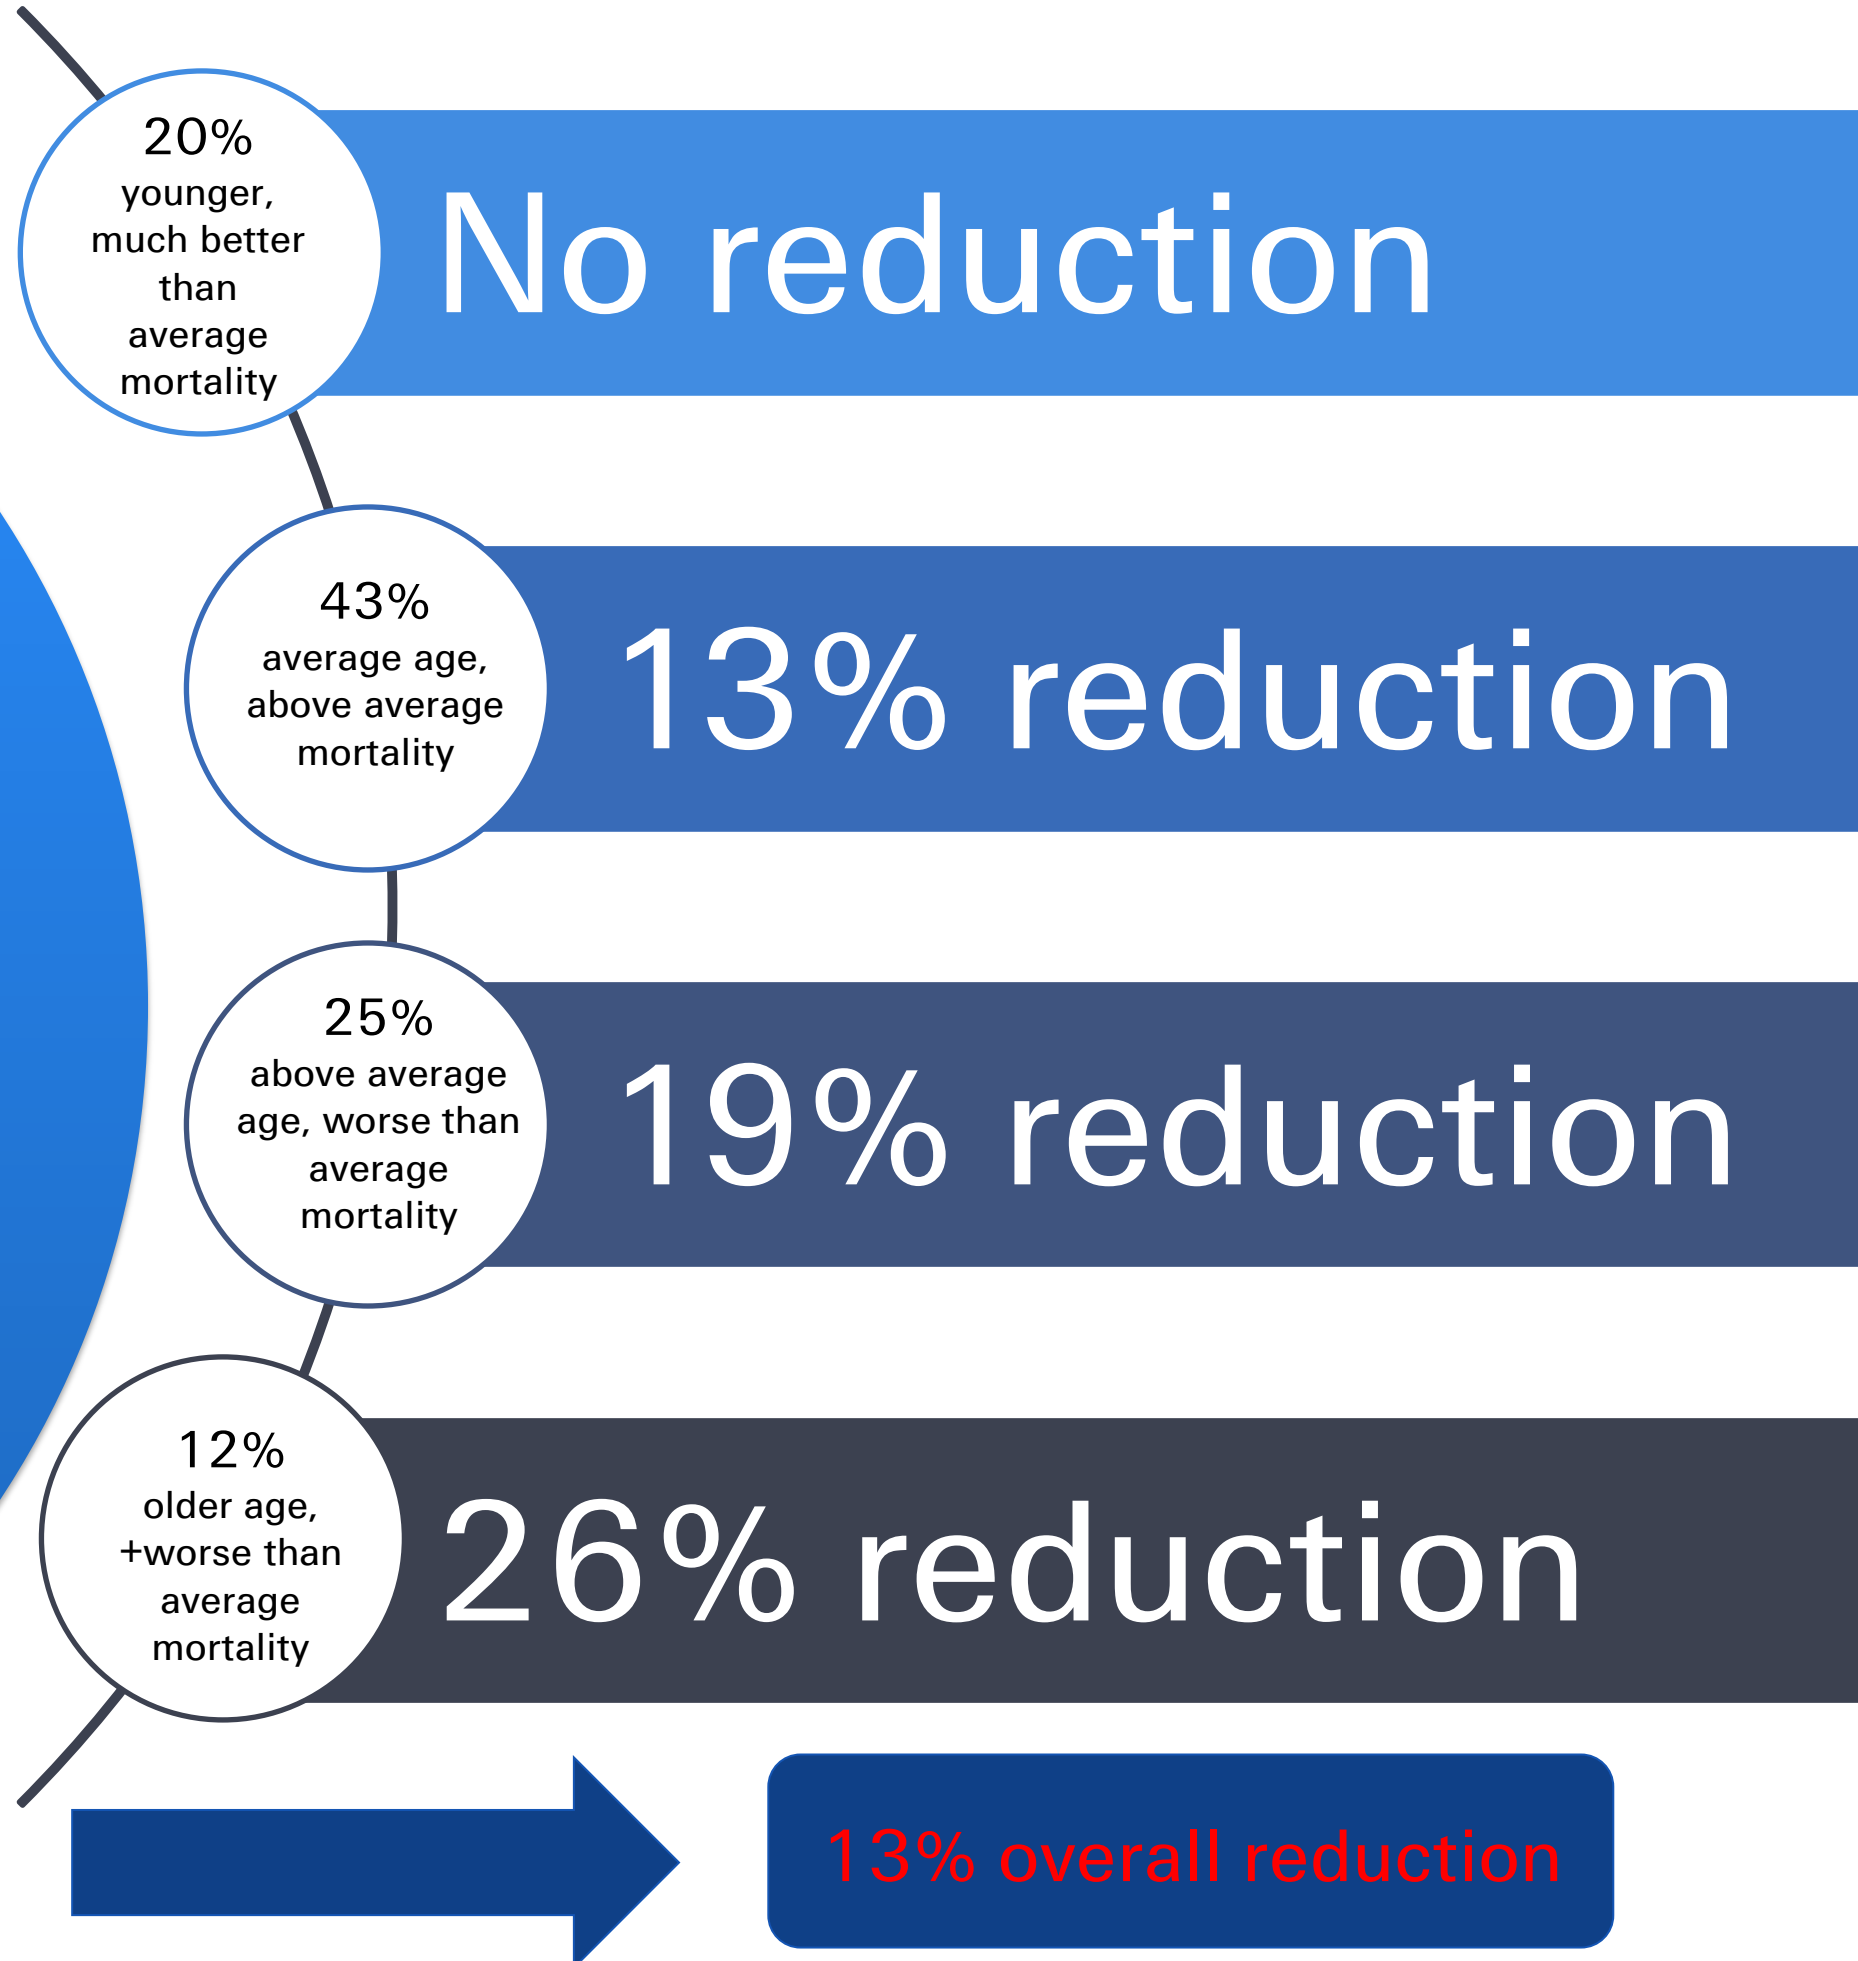 20%
younger,
much better
than
average
mortality
No reduction
43%
average age,
above average
mortality
13% reduction
25%
above average
age, worse than
average
mortality
19% reduction
12%
older age,
+worse than
average
mortality
26% reduction
13% overall reduction